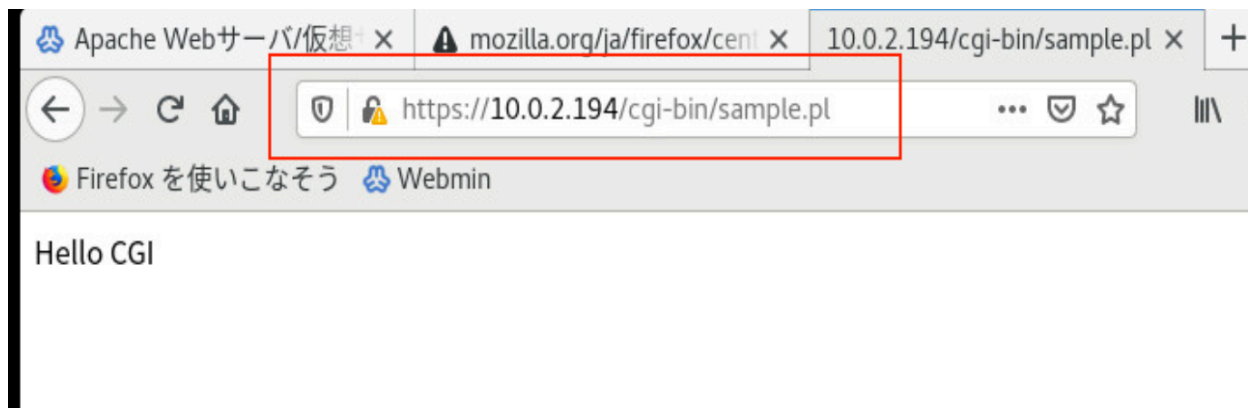 Apache Webサーバ/仮想
mozilla.org/ja/firefox/cent
10.0.2.194/cgi-bin/sample.pl
https://10.0.2.194/cgi-bin/sample.pl
Firefox を使いこなそう
Webmin
Hello CGI